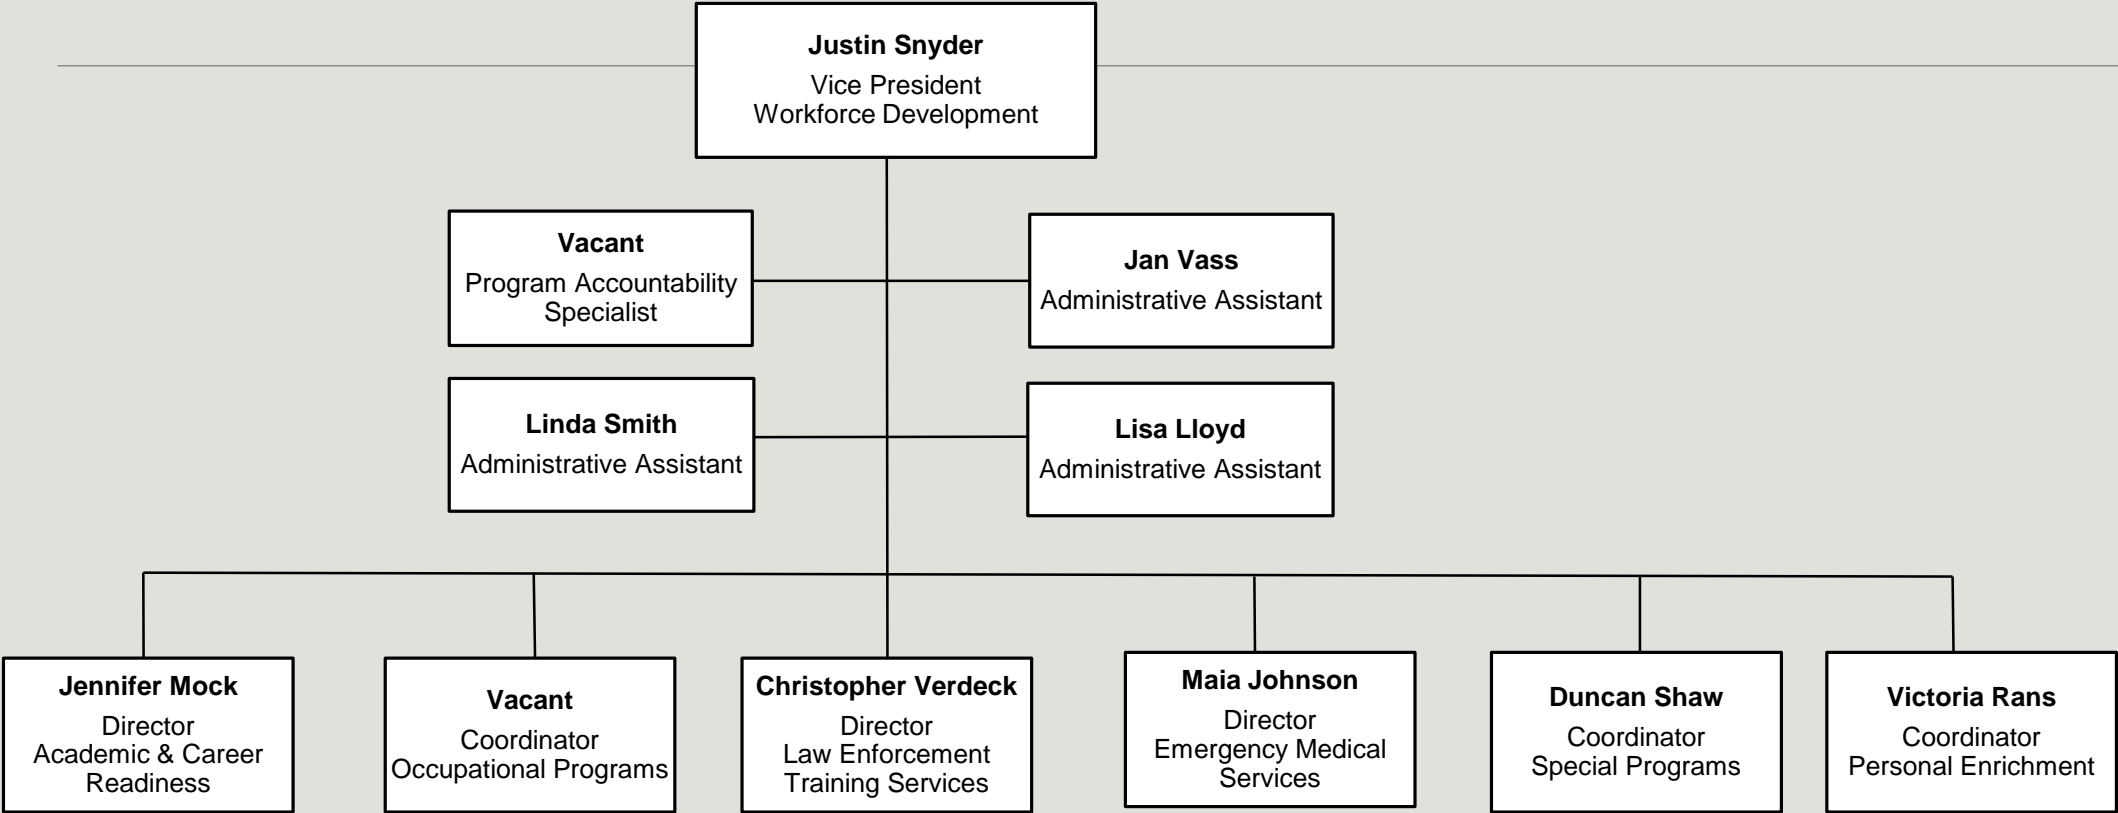 Justin Snyder
Vice President
Workforce Development
Vacant
Program Accountability
Specialist
Jan Vass
Administrative Assistant
Linda Smith
Administrative Assistant
Lisa Lloyd
Administrative Assistant
Jennifer Mock
Director
Academic & Career
Readiness
Vacant
Coordinator
Occupational Programs
Christopher Verdeck
Director
Law Enforcement
Training Services
Maia Johnson
Director
Emergency Medical
Services
Duncan Shaw
Coordinator
Special Programs
Victoria Rans
Coordinator
Personal Enrichment